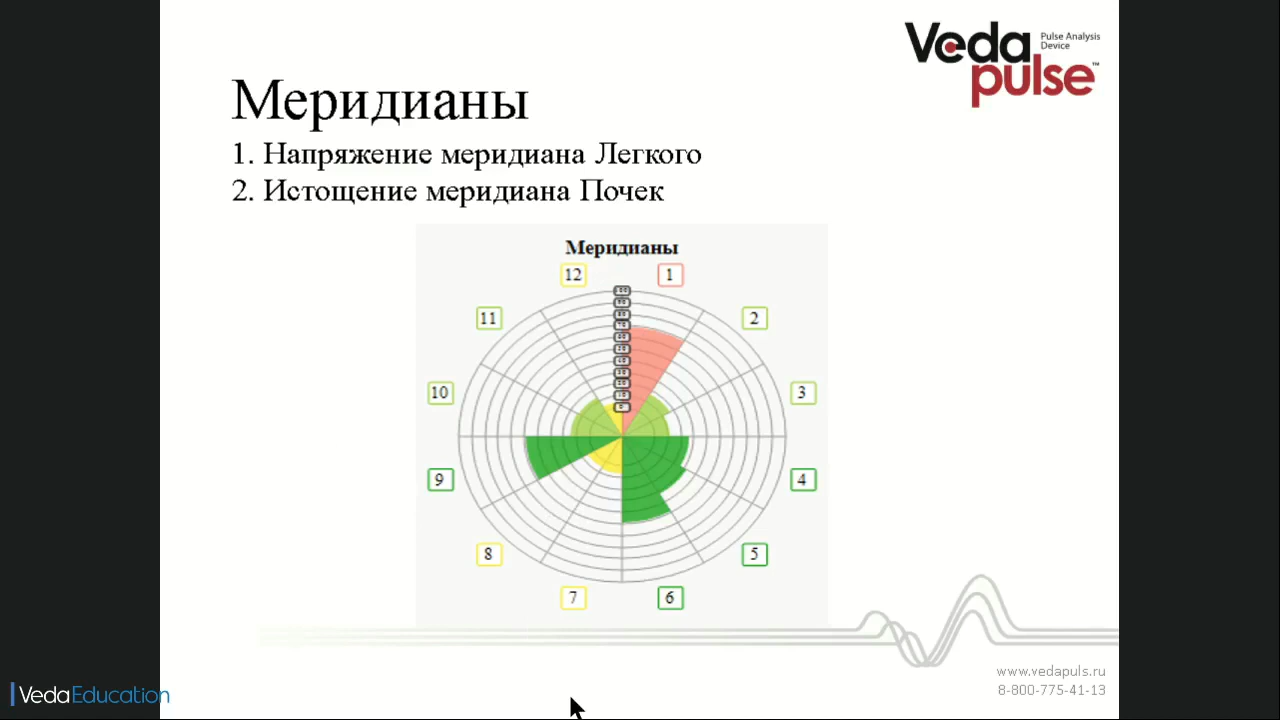 Veda
pulse™
Pulse Analysis
Device
Меридианы
1. Напряжение меридиана Легкого
2. Истощение меридиана Почек
Меридианы
12
1
11
2
10
3
9
4
8
5
7
6
www.vedapuls.ru
8-800-775-41-13
VedaEducation